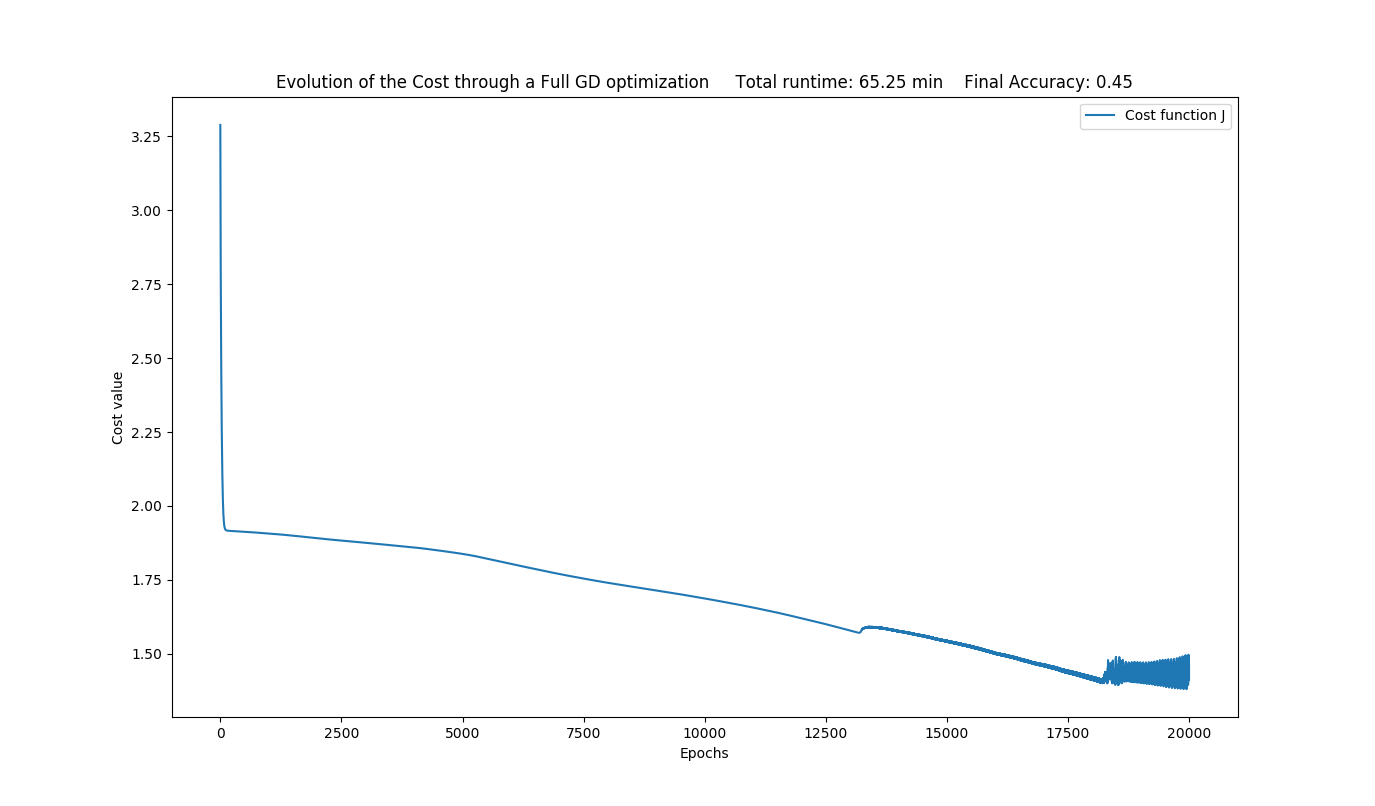 Evolution of the Cost through a Full GD optimization Total runtime: 65.25 min Final Accuracy: 0.45
Cost function J
3.25
3.00
2.75
2.50
2.25
2.00
1.75
1.50
Cost value
0 2500 5000 7500 10000 12500 15000 17500 20000
Epochs